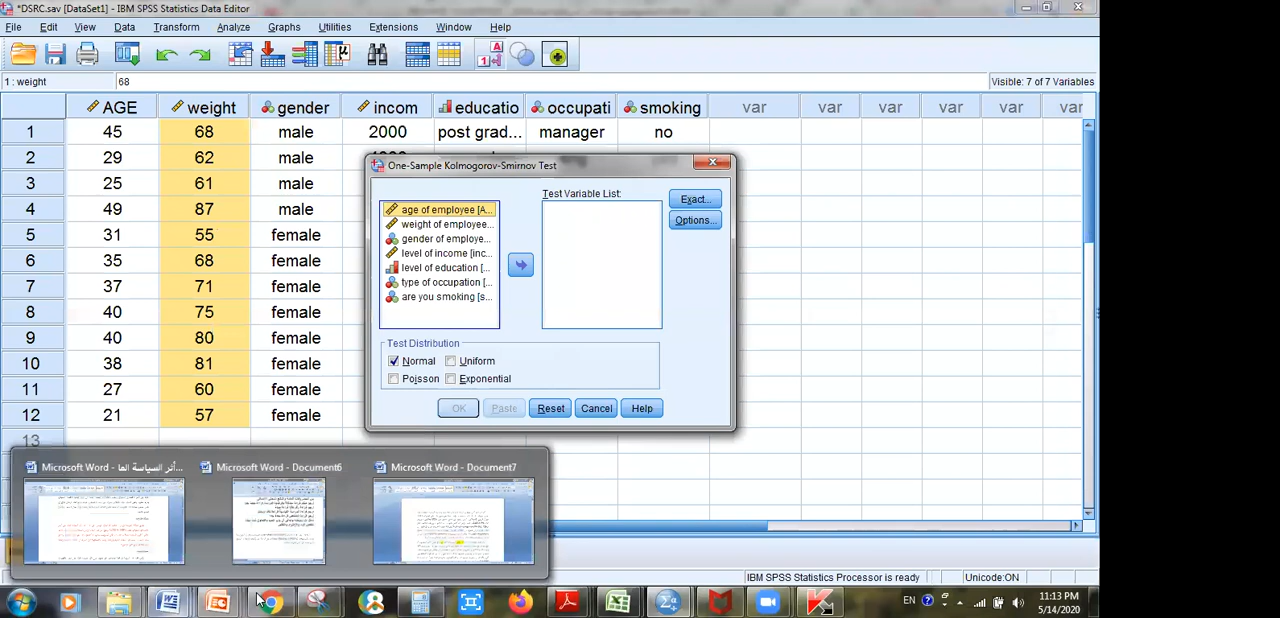 *DSRC.sav [DataSet1] - IBM SPSS Statistics Data Editor
File Edit View Data Transform Analyze Graphs Utilities Extensions Window Help
1 : weight 68 Visible: 7 of 7 Variables
AGE weight gender incom educatio occupati smoking var var var var var var
1 45 68 male 2000 post grad... manager no
2 29 62 male
3 25 61 male
4 49 87 male
5 31 55 female
6 35 68 female
7 37 71 female
8 40 75 female
9 40 80 female
10 38 81 female
11 27 60 female
12 21 57 female
13
One-Sample Kolmogorov-Smirnov Test
Test Variable List:
age of employee [A...
weight of employee...
gender of employe...
level of income [inc...
level of education [...
type of occupation [...
are you smoking [s...
Exact...
Options...
Test Distribution
Normal Uniform
Poisson Exponential
OK Paste Reset Cancel Help
Microsoft Word - أثر السياسة الما...
Microsoft Word - Document6
Microsoft Word - Document7
IBM SPSS Statistics Processor is ready Unicode:ON
EN
11:13 PM
5/14/2020